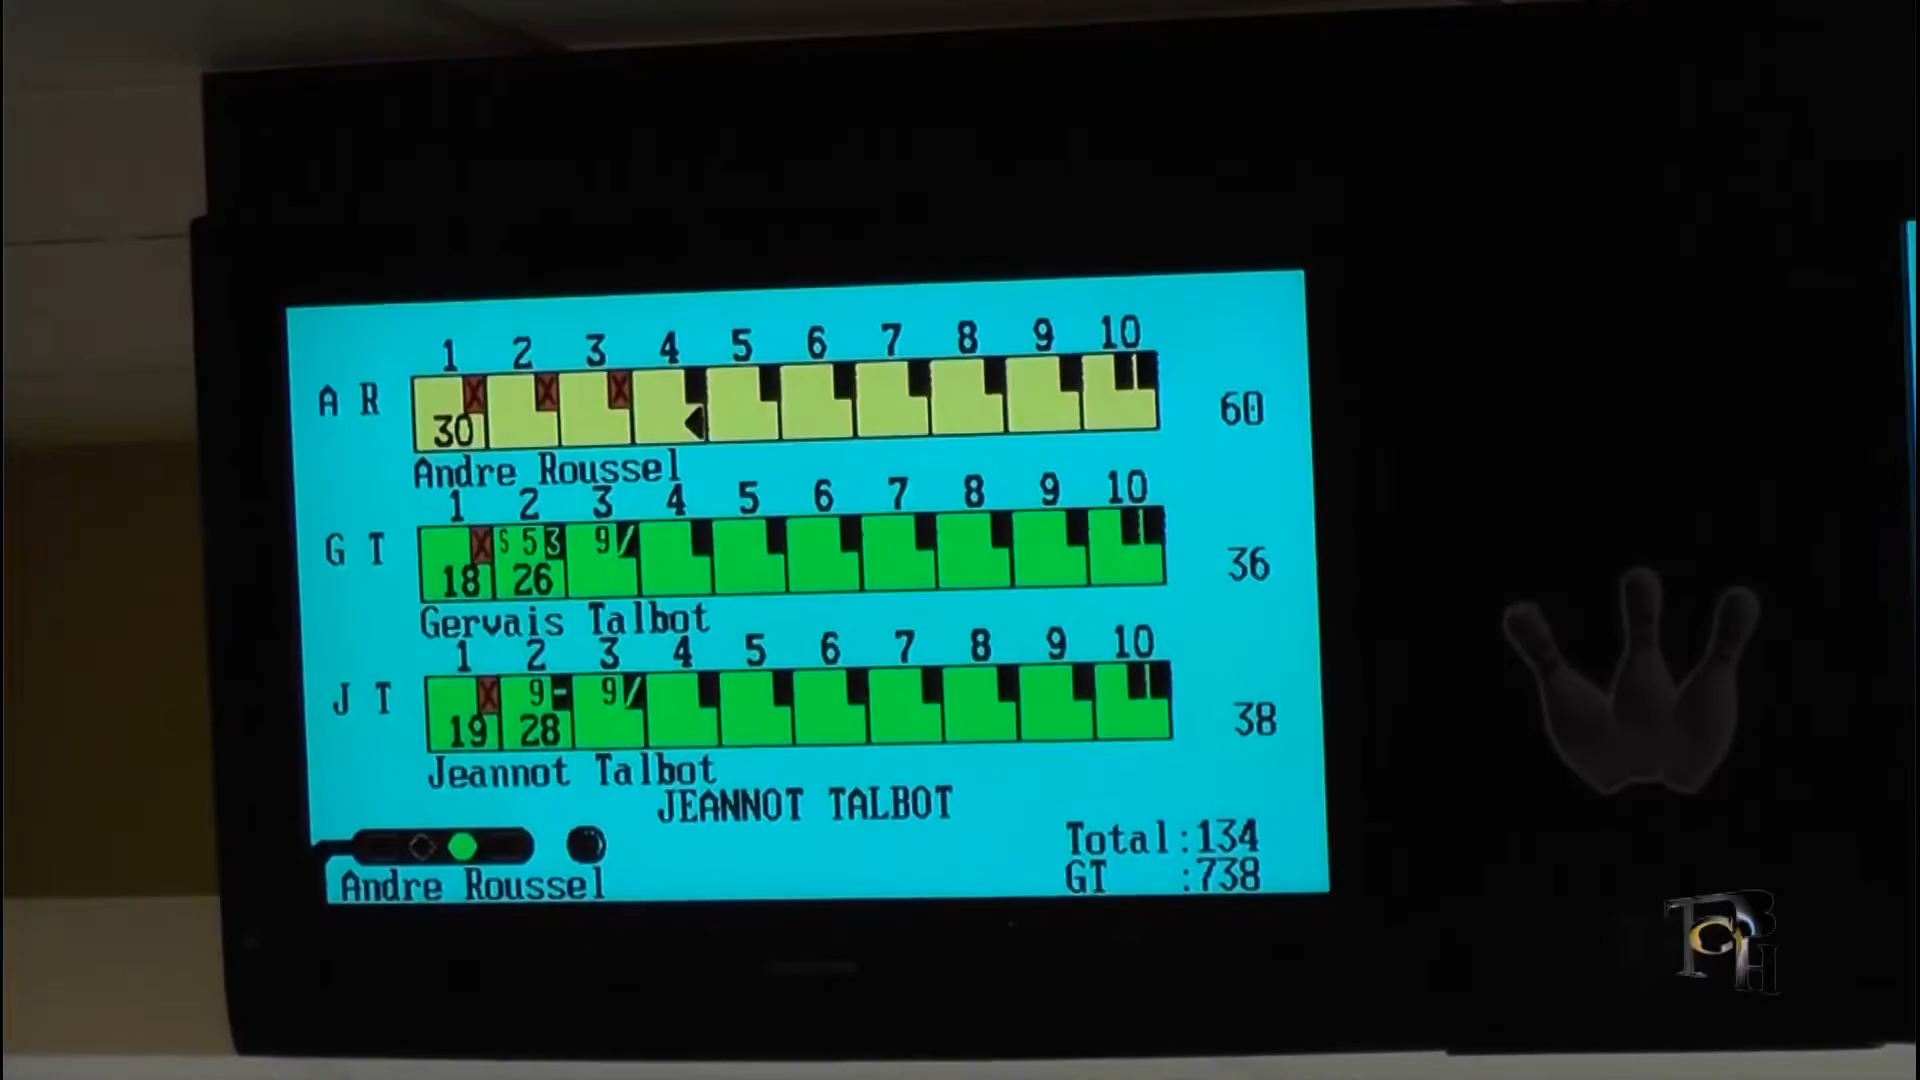 1 2 3 4 5 6 7 8 9 10
A R X X X 60
30
Andre Roussel
1 2 3 4 5 6 7 8 9 10
G T X S 5 3 9 / 36
18 26
Gervais Talbot
1 2 3 4 5 6 7 8 9 10
J T X 9 - 9 / 38
19 28
Jeannot Talbot
JEANNOT TALBOT
Total:134
Andre Roussel
GT :738
TCBH